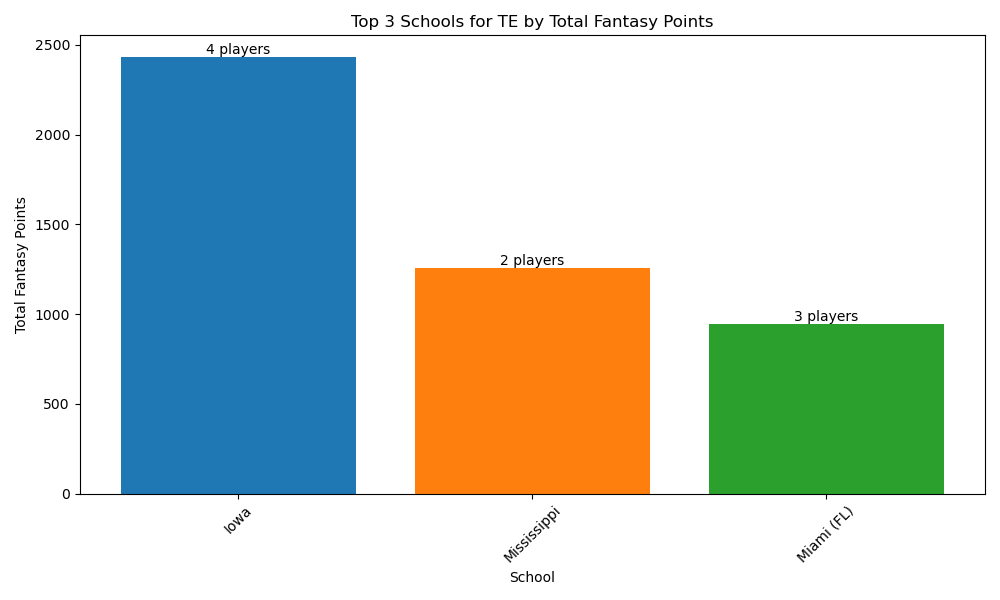 Top 3 Schools for TE by Total Fantasy Points
Total Fantasy Points
2500
2000
1500
1000
500
0
4 players
2 players
3 players
Iowa
Mississippi
Miami (FL)
School